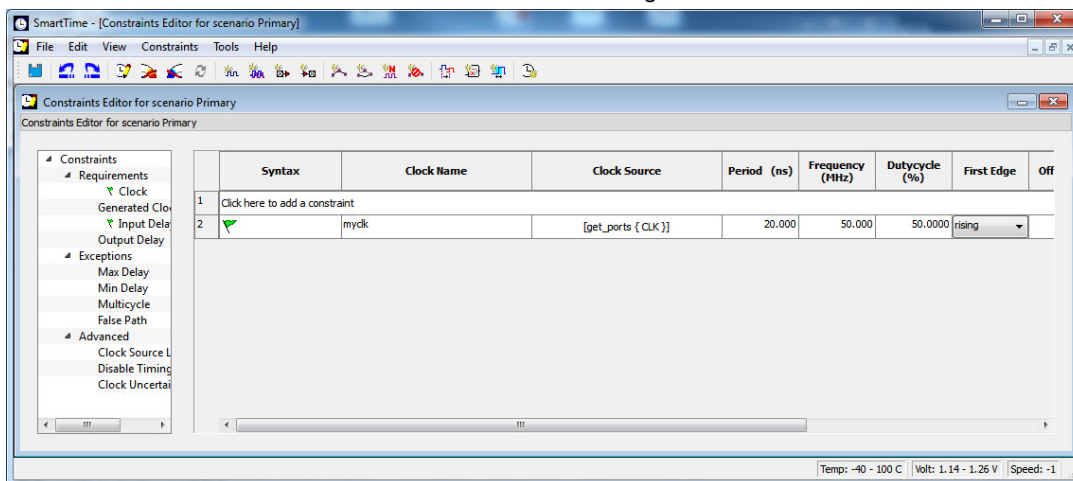 SmartTime - [Constraints Editor for scenario Primary]
File Edit View Constraints Tools Help
Constraints Editor for scenario Primary
Constraints Editor for scenario Primary
Constraints
Requirements
Clock
Generated Clo
Input Dela
Output Delay
Exceptions
Max Delay
Min Delay
Multicycle
False Path
Advanced
Clock Source L
Disable Timing
Clock Uncertai
Syntax Clock Name Clock Source Period (ns) Frequency (MHz) Dutycycle (%) First Edge Off
1 Click here to add a constraint
2 myclk [get_ports { CLK }] 20.000 50.000 50.0000 rising
Temp: -40 - 100 C Volt: 1.14 - 1.26 V Speed: -1